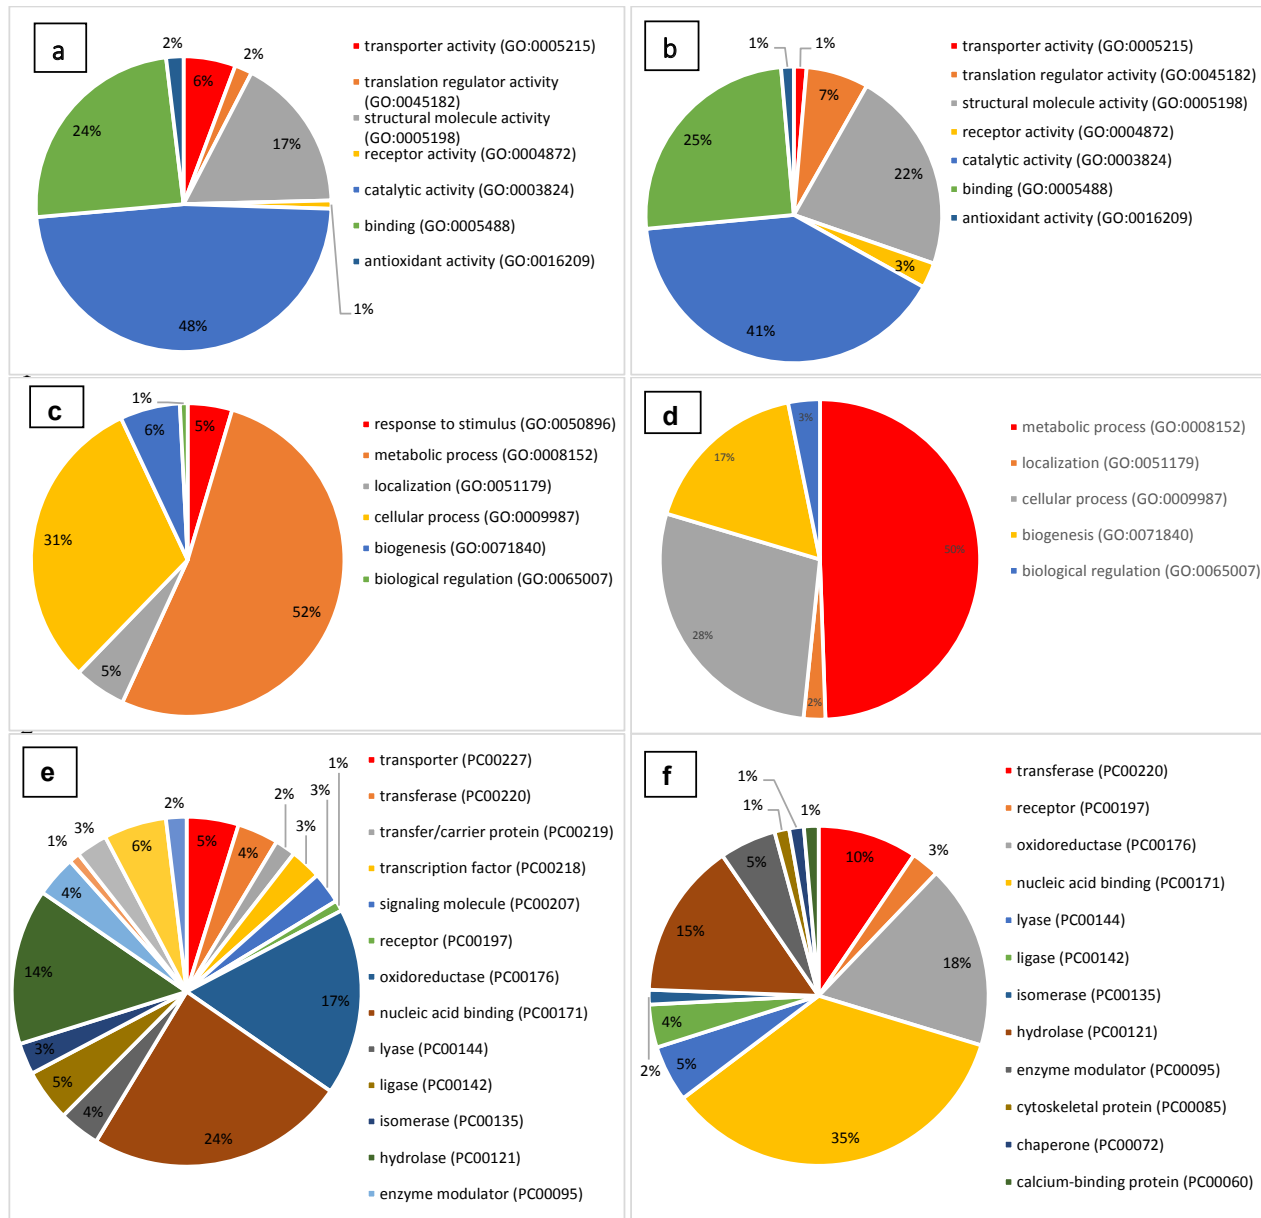 a
2%
6%
2%
17%
1%
48%
24%
transporter activity (GO:0005215)
translation regulator activity
(GO:0045182)
structural molecule activity
(GO:0005198)
receptor activity (GO:0004872)
catalytic activity (GO:0003824)
binding (GO:0005488)
antioxidant activity (GO:0016209)
b
1%
1%
7%
22%
3%
41%
25%
transporter activity (GO:0005215)
translation regulator activity (GO:0045182)
structural molecule activity (GO:0005198)
receptor activity (GO:0004872)
catalytic activity (GO:0003824)
binding (GO:0005488)
antioxidant activity (GO:0016209)
c
1%
5%
52%
5%
31%
6%
response to stimulus (GO:0050896)
metabolic process (GO:0008152)
localization (GO:0051179)
cellular process (GO:0009987)
biogenesis (GO:0071840)
biological regulation (GO:0065007)
d
3%
50%
2%
28%
17%
metabolic process (GO:0008152)
localization (GO:0051179)
cellular process (GO:0009987)
biogenesis (GO:0071840)
biological regulation (GO:0065007)
e
2%
5%
4%
2%
3%
3%
1%
17%
24%
4%
5%
3%
14%
4%
1%
3%
6%
transporter (PC00227)
transferase (PC00220)
transfer/carrier protein (PC00219)
transcription factor (PC00218)
signaling molecule (PC00207)
receptor (PC00197)
oxidoreductase (PC00176)
nucleic acid binding (PC00171)
lyase (PC00144)
ligase (PC00142)
isomerase (PC00135)
hydrolase (PC00121)
enzyme modulator (PC00095)
f
1%
1%
1%
10%
3%
18%
35%
5%
4%
2%
15%
5%
transferase (PC00220)
receptor (PC00197)
oxidoreductase (PC00176)
nucleic acid binding (PC00171)
lyase (PC00144)
ligase (PC00142)
isomerase (PC00135)
hydrolase (PC00121)
enzyme modulator (PC00095)
cytoskeletal protein (PC00085)
chaperone (PC00072)
calcium-binding protein (PC00060)